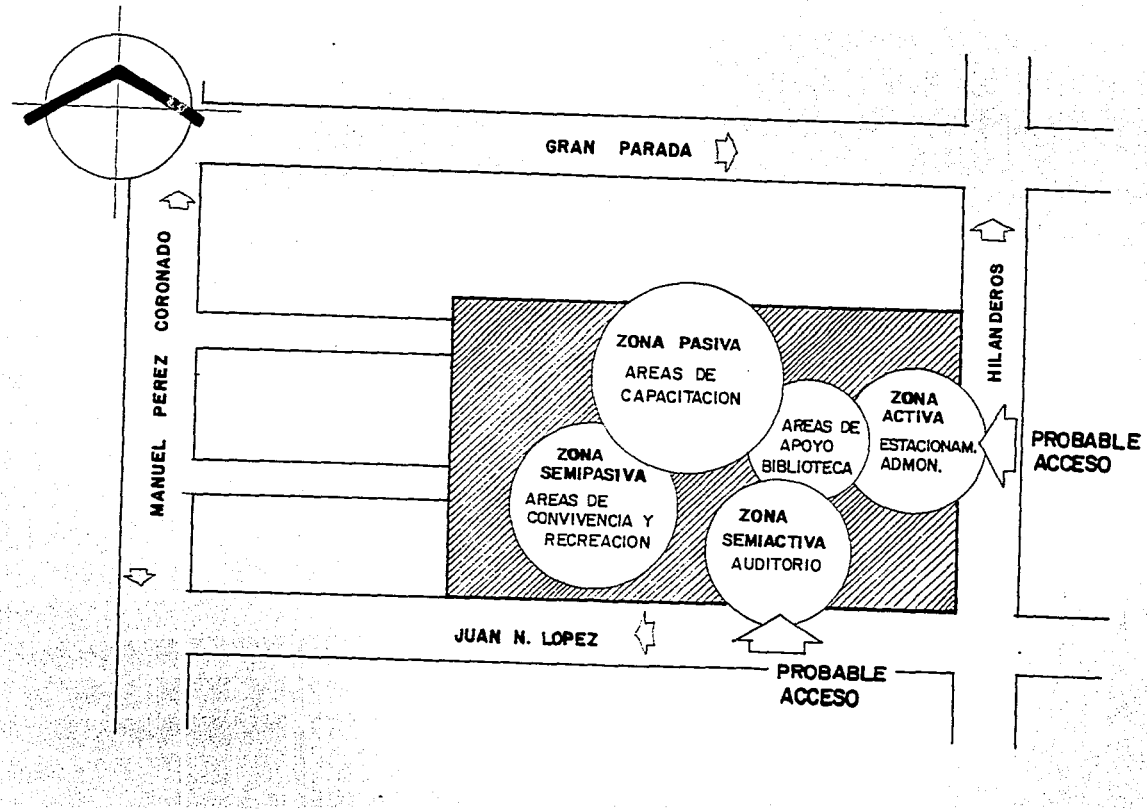 GRAN PARADA
MANUEL PEREZ CORONADO
HILANDEROS
ZONA PASIVA
AREAS DE
CAPACITACION
ZONA
ACTIVA
ESTACIONAM.
ADMON.
AREAS DE
APOYO
BIBLIOTECA
PROBABLE
ACCESO
ZONA
SEMIPASIVA
AREAS DE
CONVIVENCIA Y
RECREACION
ZONA
SEMIACTIVA
AUDITORIO
JUAN N. LOPEZ
PROBABLE
ACCESO